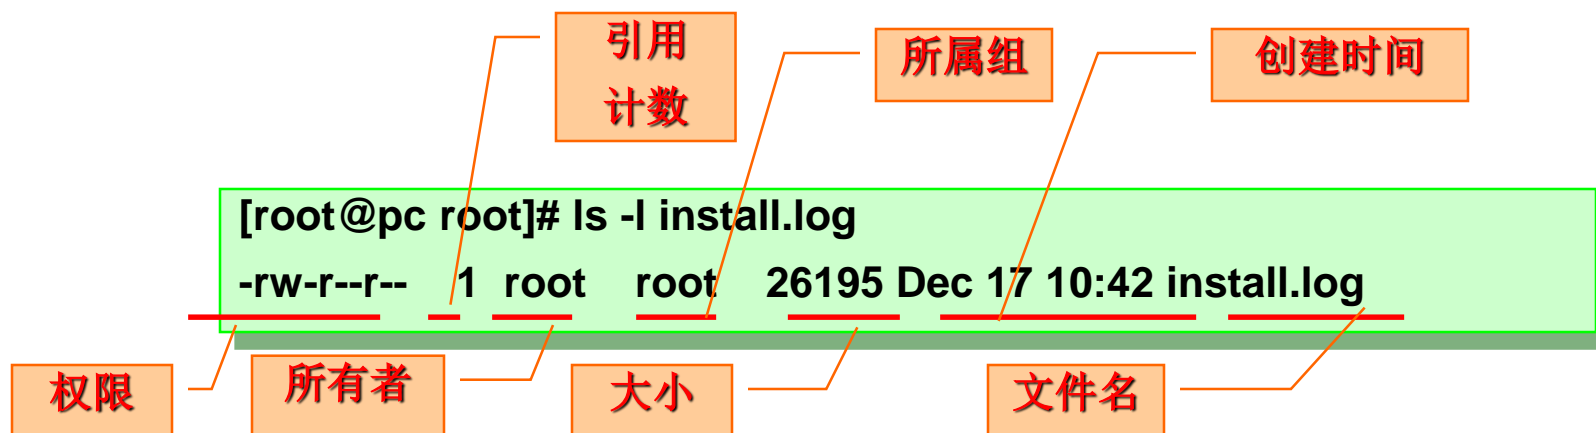 引用
计数
所属组
创建时间
[root@pc root]# ls -l install.log
-rw-r--r-- 1 root root 26195 Dec 17 10:42 install.log
权限
所有者
大小
文件名